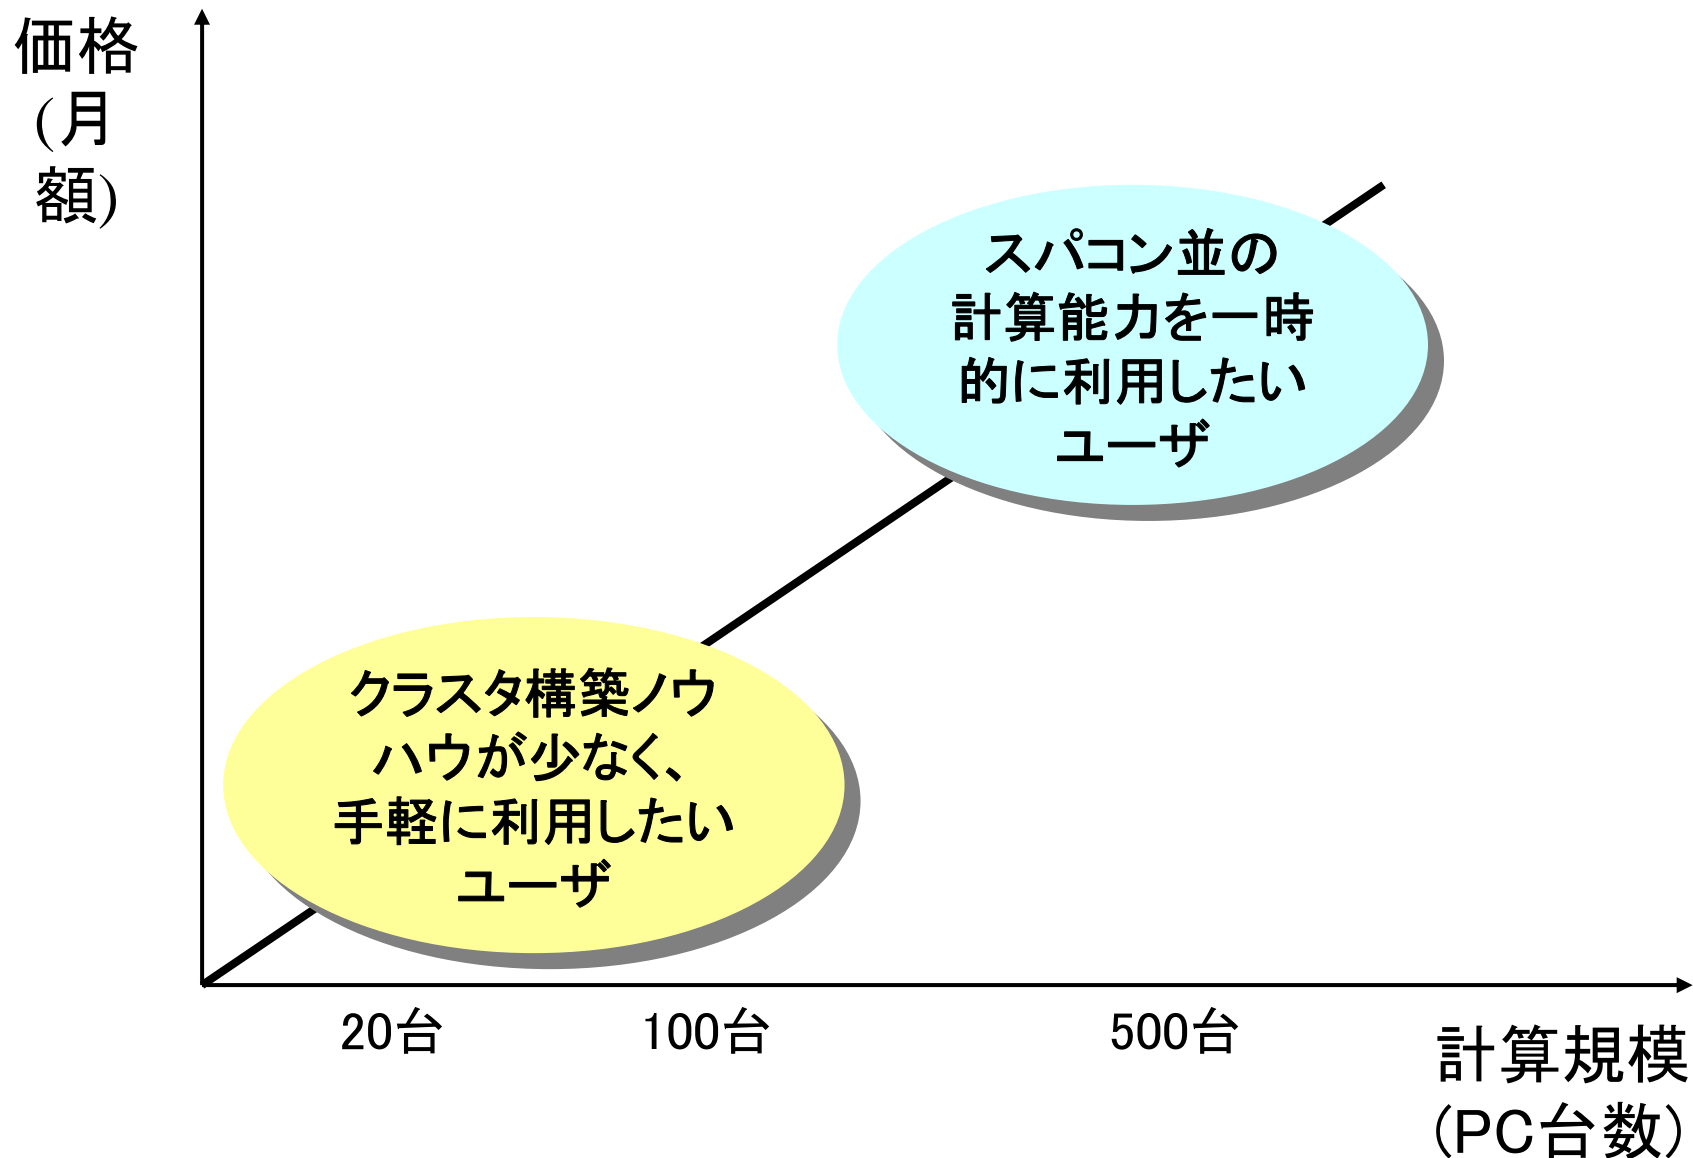 価格
(月
額)
スパコン並の
計算能力を一時
的に利用したい
ユーザ
クラスタ構築ノウ
ハウが少なく、
手軽に利用したい
ユーザ
20台
100台
500台
計算規模
(PC台数)